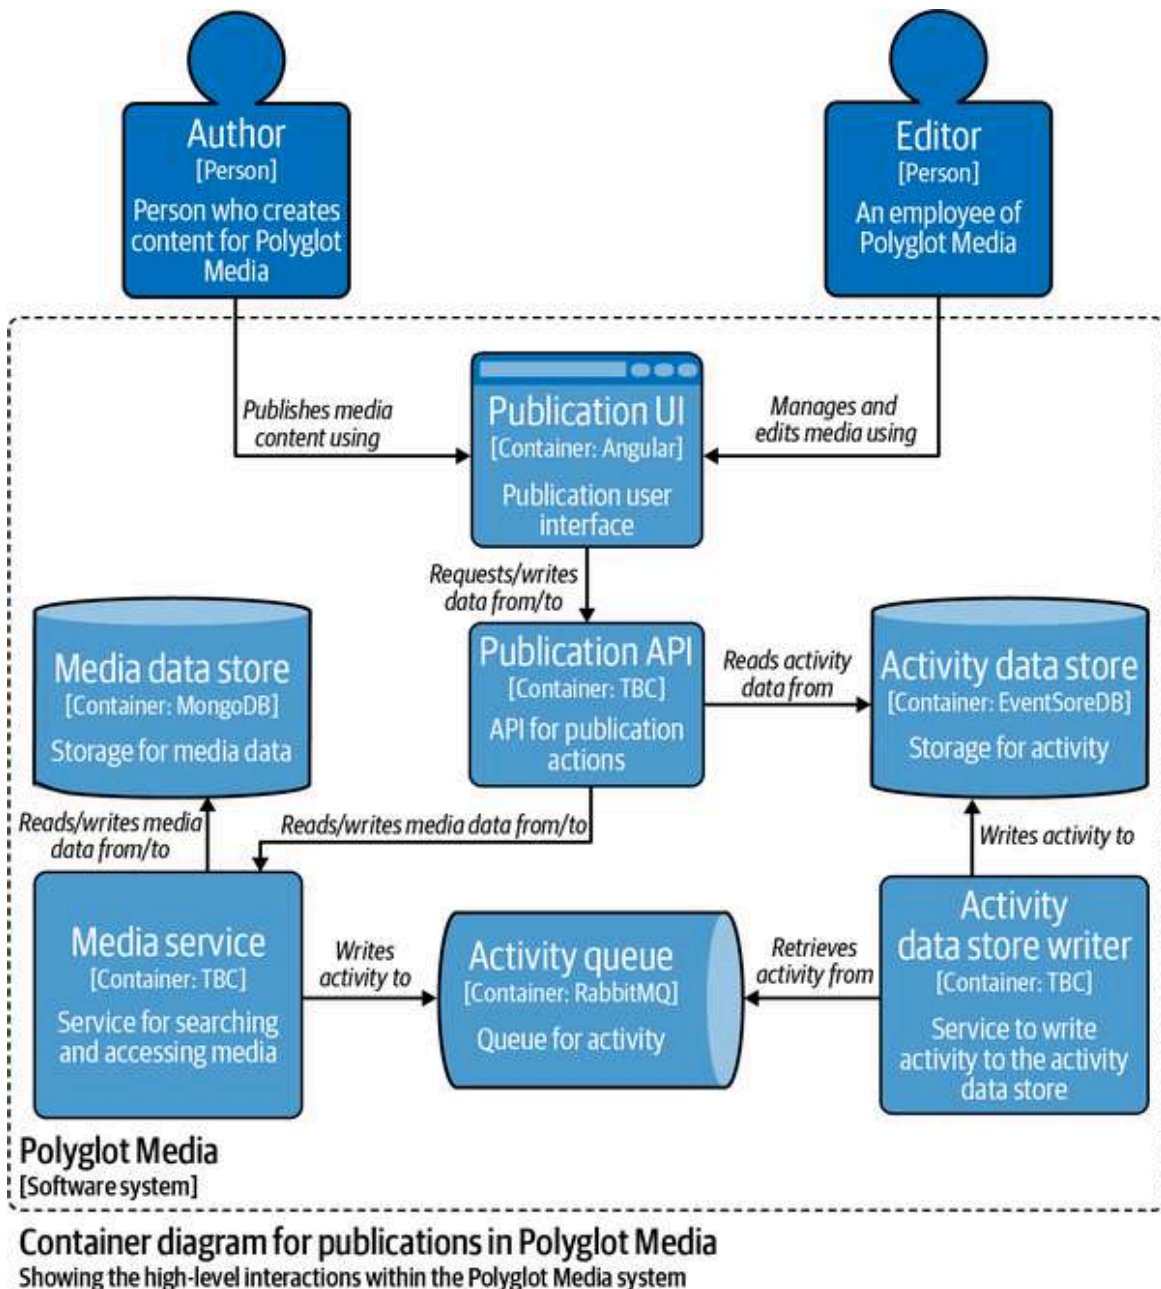 Author
[Person]
Person who creates
content for Polyglot
Media
Editor
[Person]
An employee of
Polyglot Media
Publishes media
content using
Publication UI
[Container: Angular]
Publication user
interface
Manages and
edits media using
Requests/writes
data from/to
Media data store
[Container: MongoDB]
Storage for media data
Publication API
[Container: TBC]
API for publication
actions
Reads activity
data from
Activity data store
[Container: EventSoreDB]
Storage for activity
Reads/writes media
data from/to
Reads/writes media data from/to
Writes activity to
Media service
[Container: TBC]
Service for searching
and accessing media
Writes
activity to
Activity queue
[Container: RabbitMQ]
Queue for activity
Retrieves
activity from
Activity
data store writer
[Container: TBC]
Service to write
activity to the activity
data store
Polyglot Media
[Software system]
Container diagram for publications in Polyglot Media
Showing the high-level interactions within the Polyglot Media system